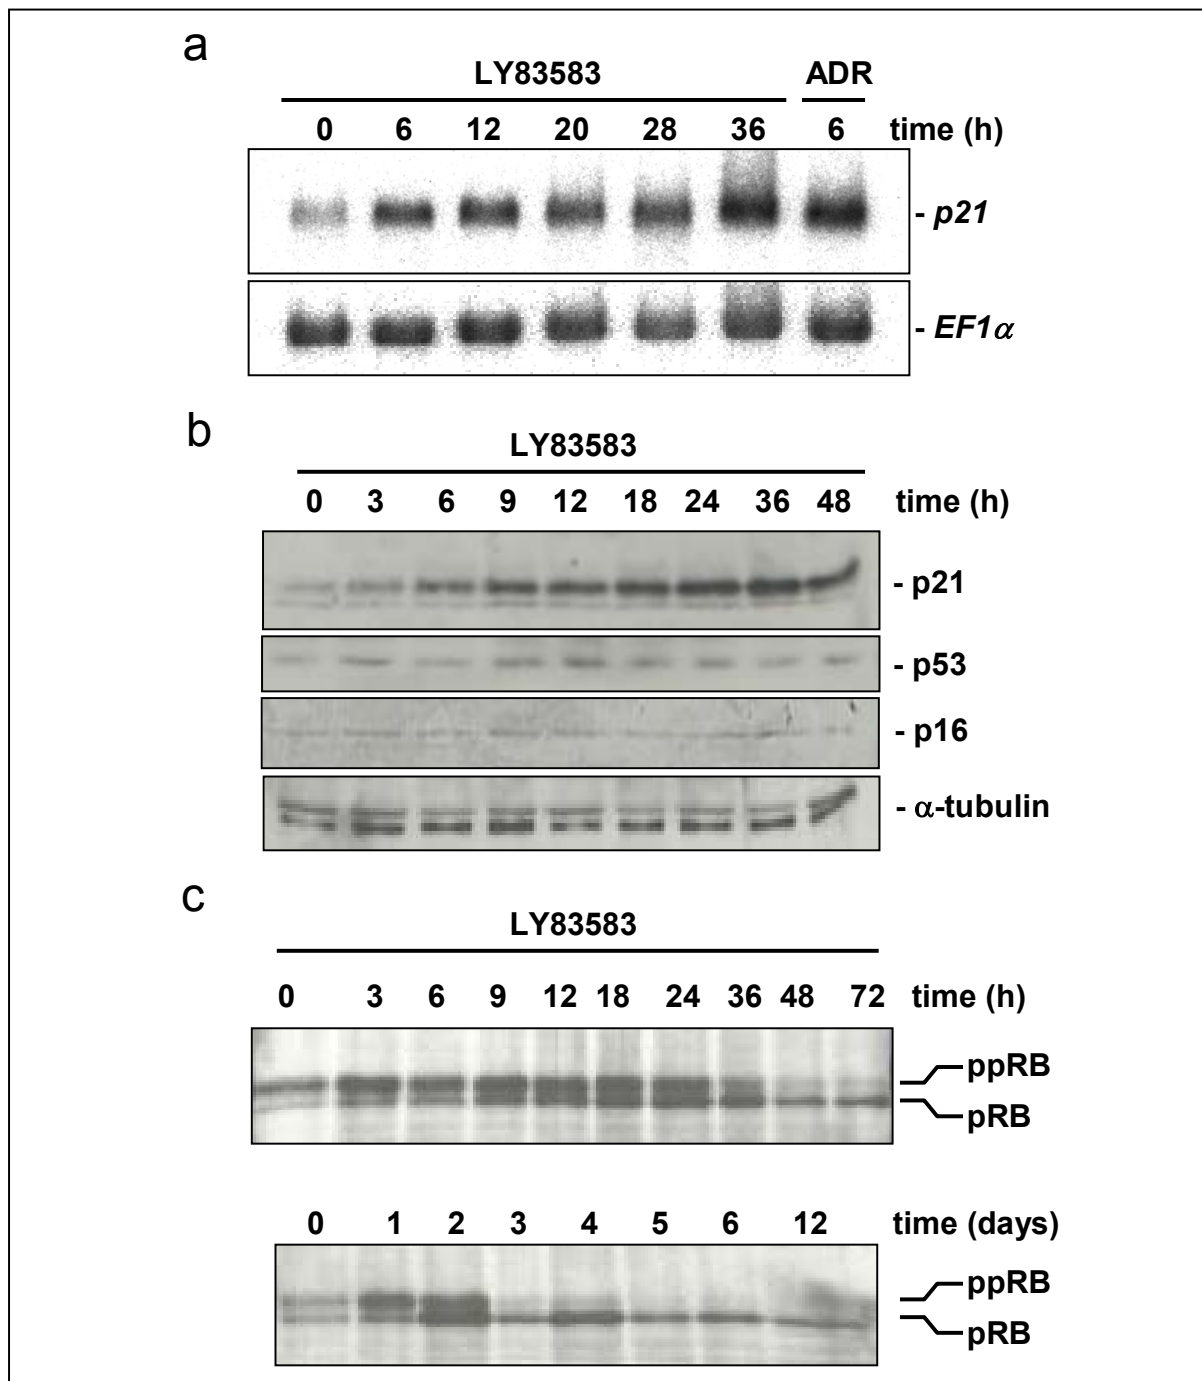 a
LY83583 ADR
0 6 12 20 28 36 6 time (h)
- p21
- EF1α
b
LY83583
0 3 6 9 12 18 24 36 48 time (h)
- p21
- p53
- p16
- α-tubulin
c
LY83583
0 3 6 9 12 18 24 36 48 72 time (h)
ppRB
pRB
0 1 2 3 4 5 6 12 time (days)
ppRB
pRB